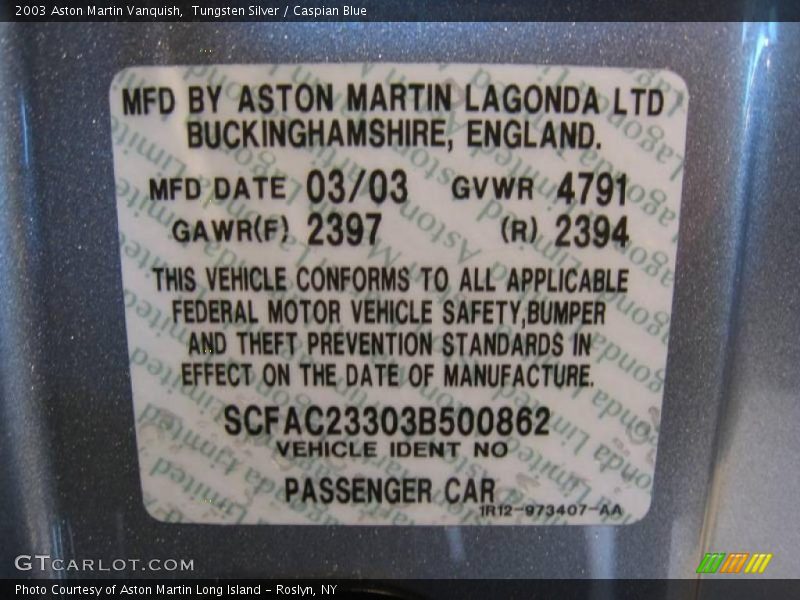 2003 Aston Martin Vanquish,  Tungsten Silver / Caspian Blue
MFD BY ASTON MARTIN LAGONDA LTD
BUCKINGHAMSHIRE, ENGLAND.
MFD DATE 03/03 GVWR 4791
GAWR(F) 2397 (R) 2394
THIS VEHICLE CONFORMS TO ALL APPLICABLE
FEDERAL MOTOR VEHICLE SAFETY,BUMPER
AND THEFT PREVENTION STANDARDS IN
EFFECT ON THE DATE OF MANUFACTURE.
SCFAC23303B500862
VEHICLE IDENT NO
PASSENGER CAR
1R12-973407-AA
GTCARLOT.COM
Photo Courtesy of Aston Martin Long Island - Roslyn, NY